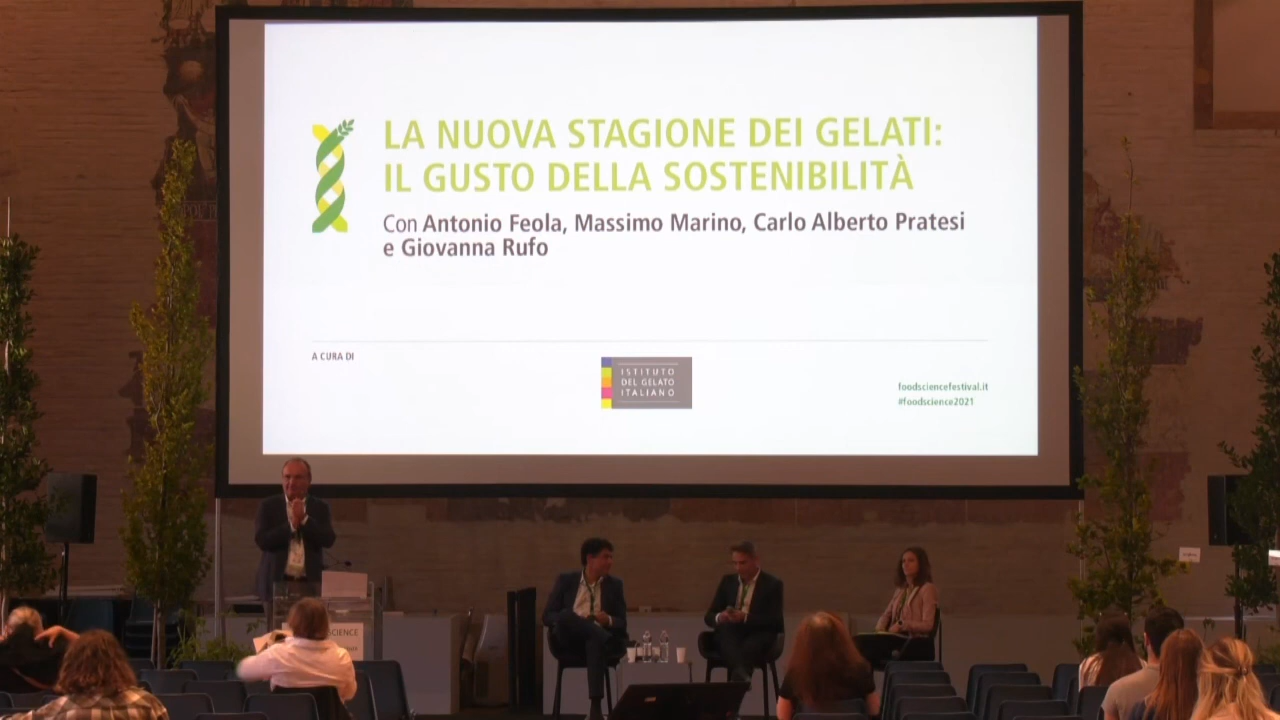 LA NUOVA STAGIONE DEI GELATI:
IL GUSTO DELLA SOSTENIBILITÀ
Con Antonio Feola, Massimo Marino, Carlo Alberto Pratesi
e Giovanna Rufo
A CURA DI
ISTITUTO
DEL GELATO
ITALIANO
foodsciencefestival.it
#foodscience2021
SCIENCE